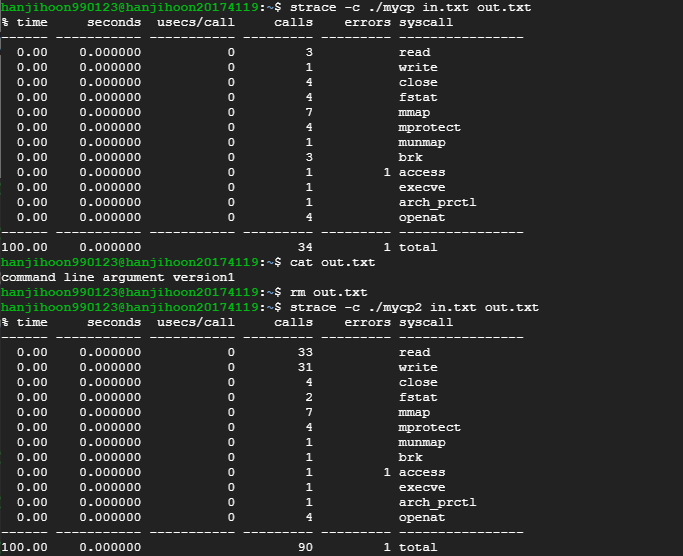 hanjihoon990123@hanjihoon20174119:~$ strace -c ./mycp in.txt out.txt
% time     seconds  usecs/call     calls    errors syscall
------ ----------- ----------- --------- --------- ----------------
  0.00    0.000000           0         3           read
  0.00    0.000000           0         1           write
  0.00    0.000000           0         4           close
  0.00    0.000000           0         4           fstat
  0.00    0.000000           0         7           mmap
  0.00    0.000000           0         4           mprotect
  0.00    0.000000           0         1           munmap
  0.00    0.000000           0         3           brk
  0.00    0.000000           0         1         1 access
  0.00    0.000000           0         1           execve
  0.00    0.000000           0         1           arch_prctl
  0.00    0.000000           0         4           openat
------ ----------- ----------- --------- --------- ----------------
100.00    0.000000                    34         1 total
hanjihoon990123@hanjihoon20174119:~$ cat out.txt
command line argument version1
hanjihoon990123@hanjihoon20174119:~$ rm out.txt
hanjihoon990123@hanjihoon20174119:~$ strace -c ./mycp2 in.txt out.txt
% time     seconds  usecs/call     calls    errors syscall
------ ----------- ----------- --------- --------- ----------------
  0.00    0.000000           0        33           read
  0.00    0.000000           0        31           write
  0.00    0.000000           0         4           close
  0.00    0.000000           0         2           fstat
  0.00    0.000000           0         7           mmap
  0.00    0.000000           0         4           mprotect
  0.00    0.000000           0         1           munmap
  0.00    0.000000           0         1           brk
  0.00    0.000000           0         1         1 access
  0.00    0.000000           0         1           execve
  0.00    0.000000           0         1           arch_prctl
  0.00    0.000000           0         4           openat
------ ----------- ----------- --------- --------- ----------------
100.00    0.000000                    90         1 total